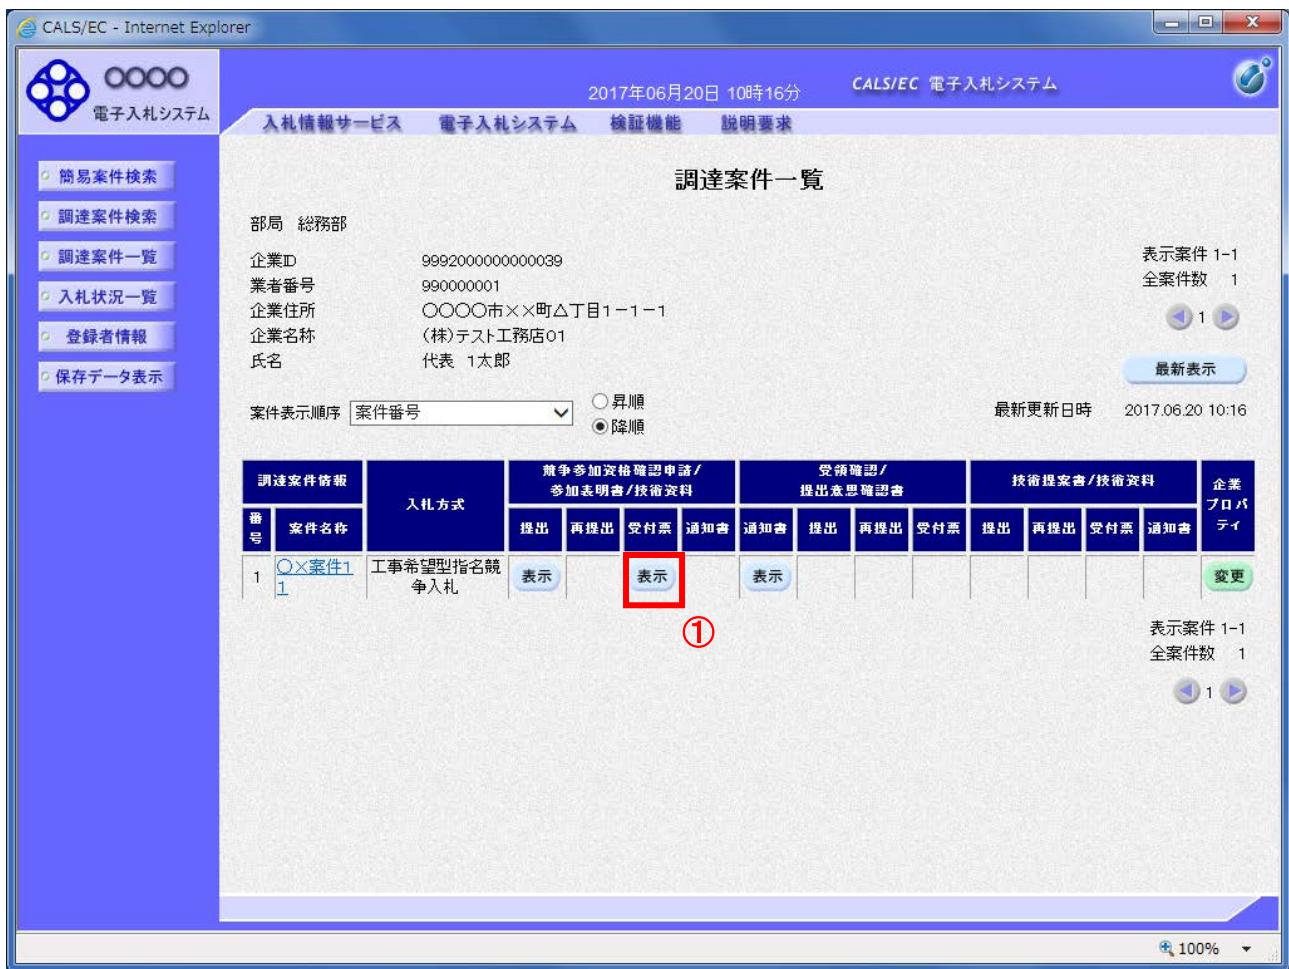 CALS/EC - Internet Explorer
〇〇〇〇
電子入札システム
2017年06月20日 10時16分
CALS/EC 電子入札システム
入札情報サービス 電子入札システム 検証機能 説明要求
簡易案件検索
調達案件検索
調達案件一覧
入札状況一覧
登録者情報
保存データ表示
調達案件一覧
部局 総務部
企業ID 9992000000000039
業者番号 990000001
企業住所 〇〇〇〇市××町△丁目1-1-1
企業名称 (株)テスト工務店01
氏名 代表 1太郎
表示案件 1-1
全案件数 1
1
最新表示
案件表示順序 案件番号
昇順
降順
最新更新日時 2017.06.20 10:16
調達案件情報 入札方式 競争参加資格確認申請/参加表明書/技術資料 受領確認/提出意思確認書 技術提案書/技術資料 企業プロパティ
番号 案件名称 提出 再提出 受付票 通知書 通知書 提出 再提出 受付票 提出 再提出 受付票 通知書
1 〇×案件11 工事希望型指名競争入札 表示 表示 表示 変更
①
表示案件 1-1
全案件数 1
1
100%